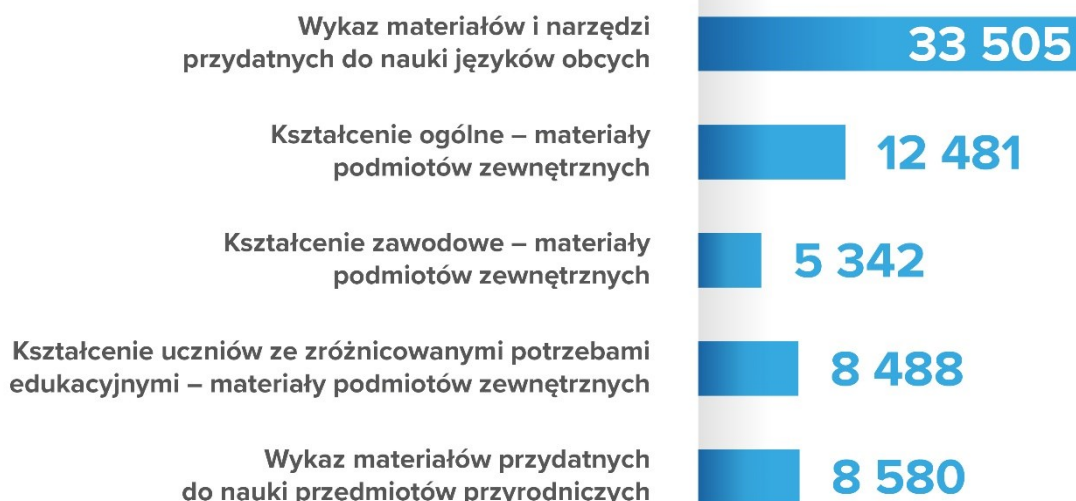 Wykaz materiałów i narzędzi
przydatnych do nauki języków obcych
33 505
Kształcenie ogólne – materiały
podmiotów zewnętrznych
12 481
Kształcenie zawodowe – materiały
podmiotów zewnętrznych
5 342
Kształcenie uczniów ze zróżnicowanymi potrzebami
edukacyjnymi – materiały podmiotów zewnętrznych
8 488
Wykaz materiałów przydatnych
do nauki przedmiotów przyrodniczych
8 580